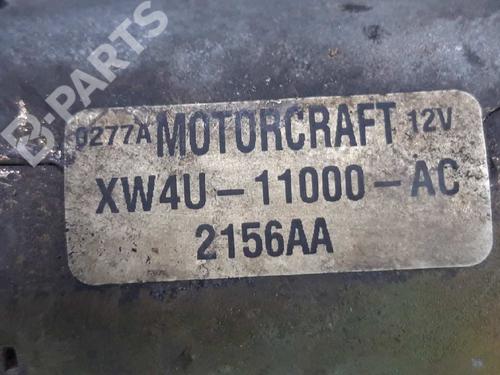 B-PARTS
0277A MOTORCRAFT 12V
XW4U-11000-AC
2156AA